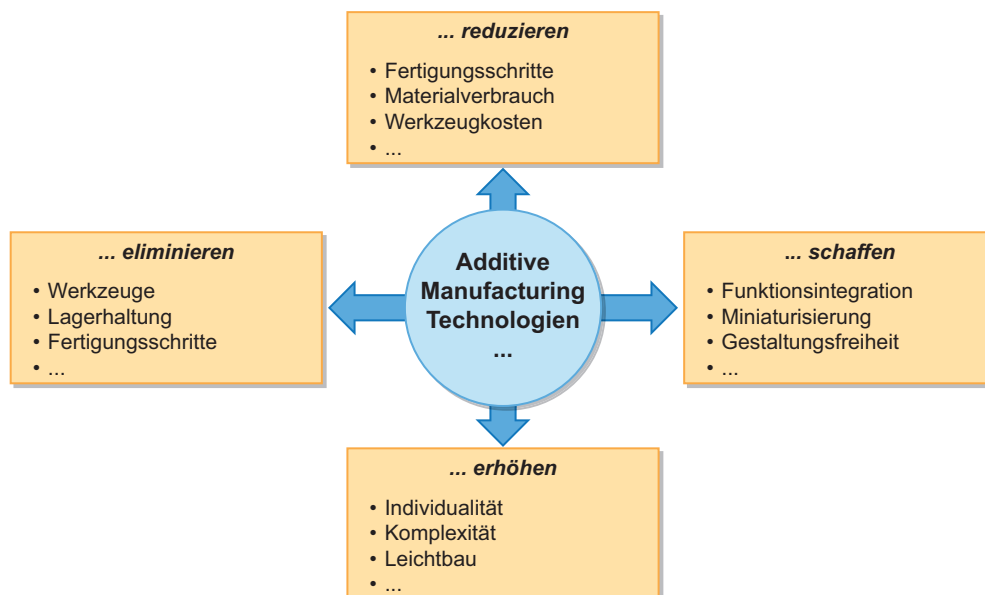 ... reduzieren
• Fertigungsschritte
• Materialverbrauch
• Werkzeugkosten
• ...
... eliminieren
• Werkzeuge
• Lagerhaltung
• Fertigungsschritte
• ...
Additive
Manufacturing
Technologien
...
... schaffen
• Funktionsintegration
• Miniaturisierung
• Gestaltungsfreiheit
• ...
... erhöhen
• Individualität
• Komplexität
• Leichtbau
• ...